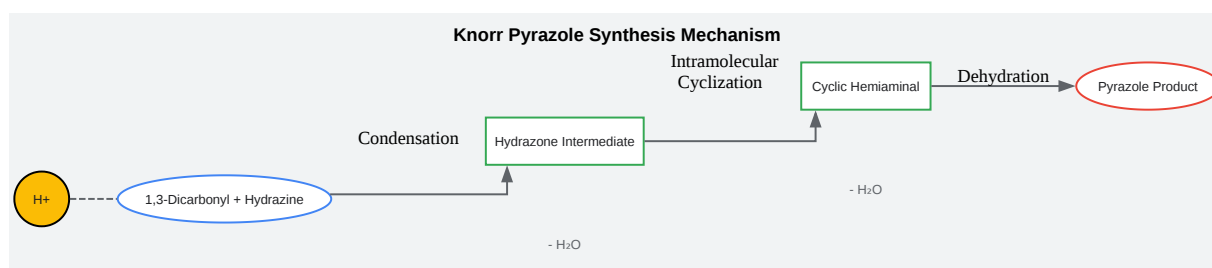 Knorr Pyrazole Synthesis Mechanism
H+
1,3-Dicarbonyl + Hydrazine
Condensation
- H₂O
Hydrazone Intermediate
Intramolecular
Cyclization
- H₂O
Cyclic Hemiaminal
Dehydration
Pyrazole Product